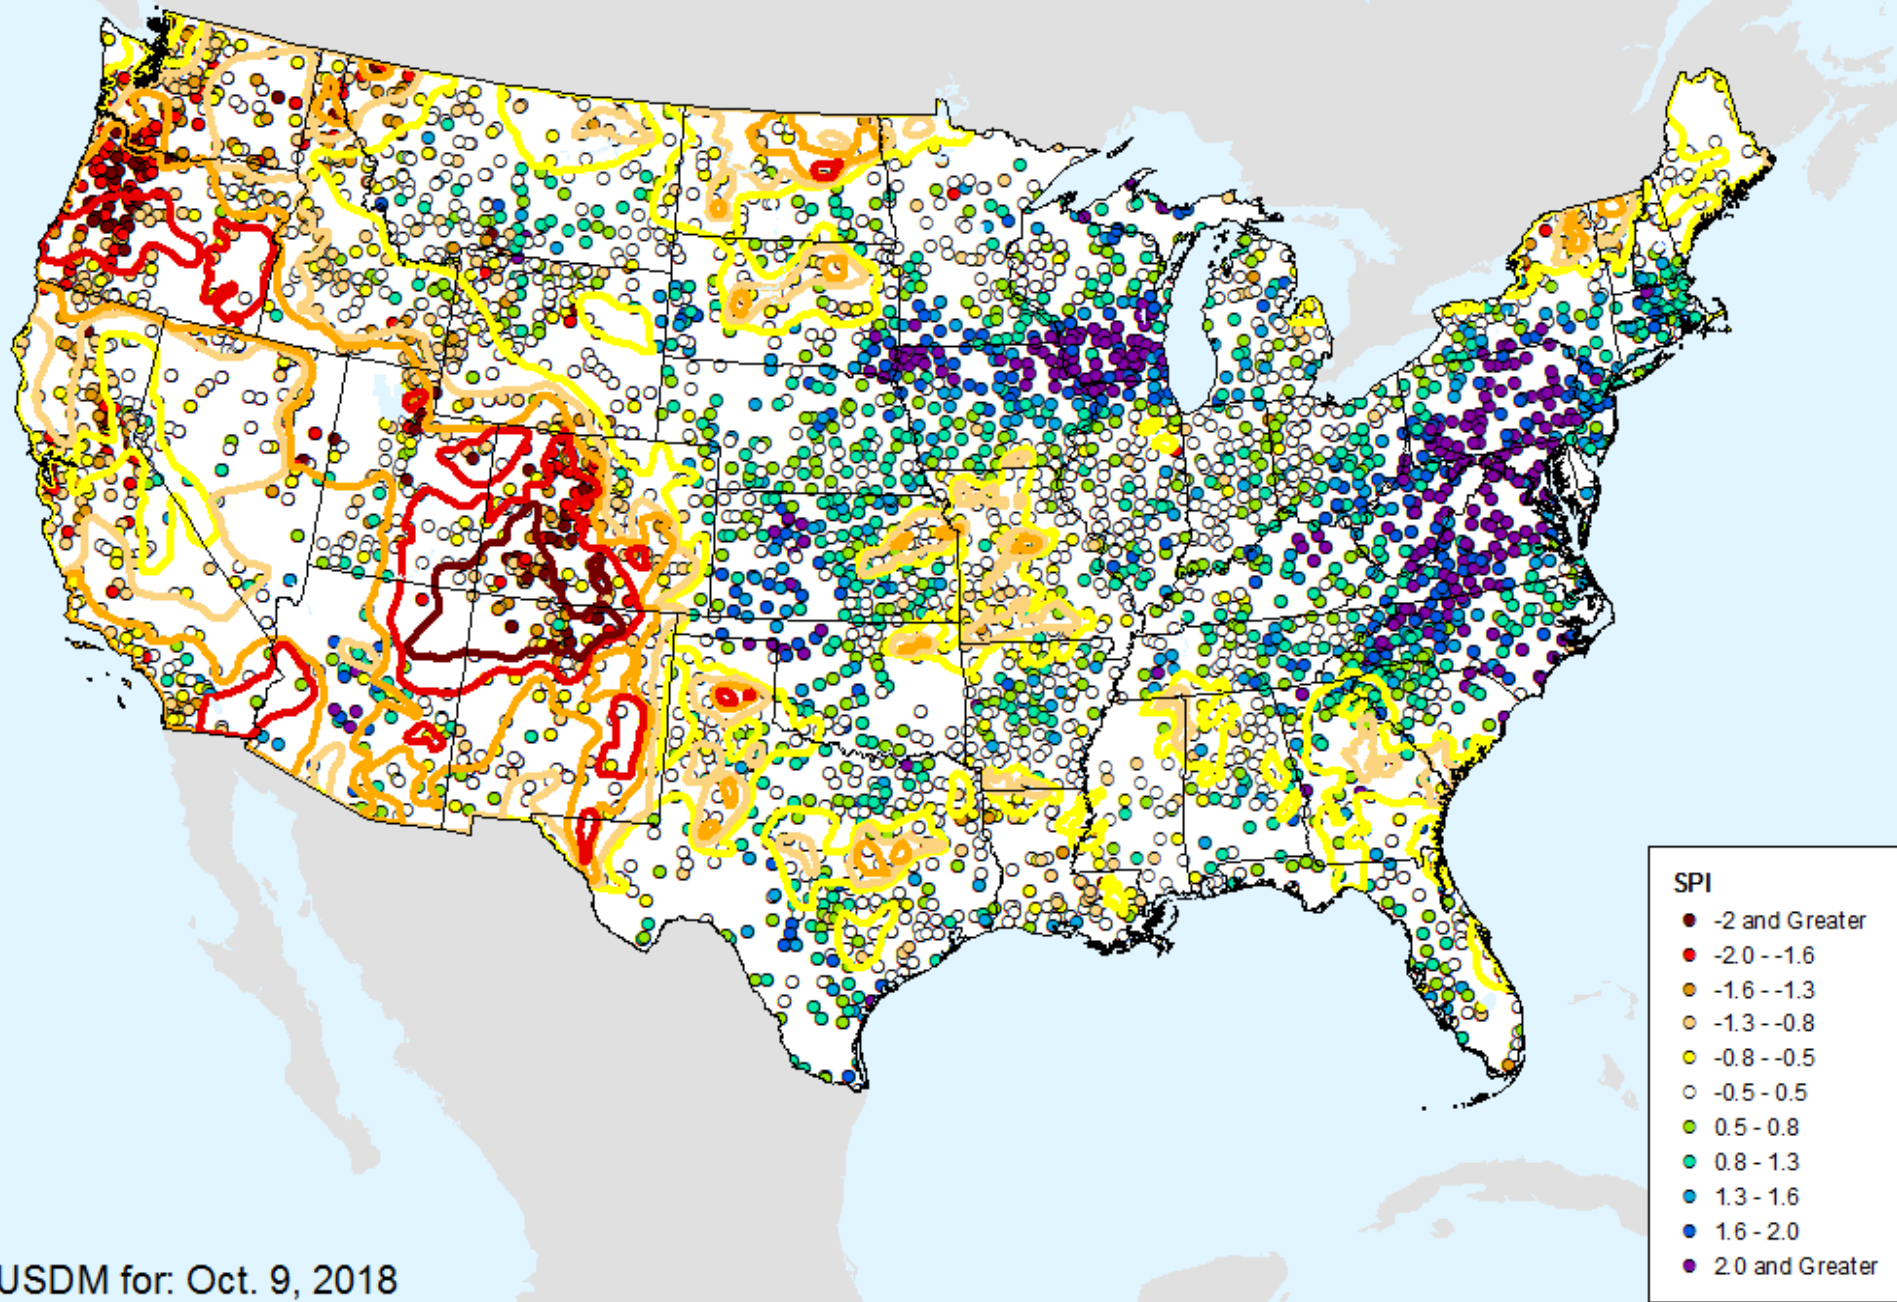 SPI
-2 and Greater
-2.0 - -1.6
-1.6 - -1.3
-1.3 - -0.8
-0.8 - -0.5
-0.5 - 0.5
0.5 - 0.8
0.8 - 1.3
1.3 - 1.6
1.6 - 2.0
2.0 and Greater
USDM for: Oct. 9, 2018